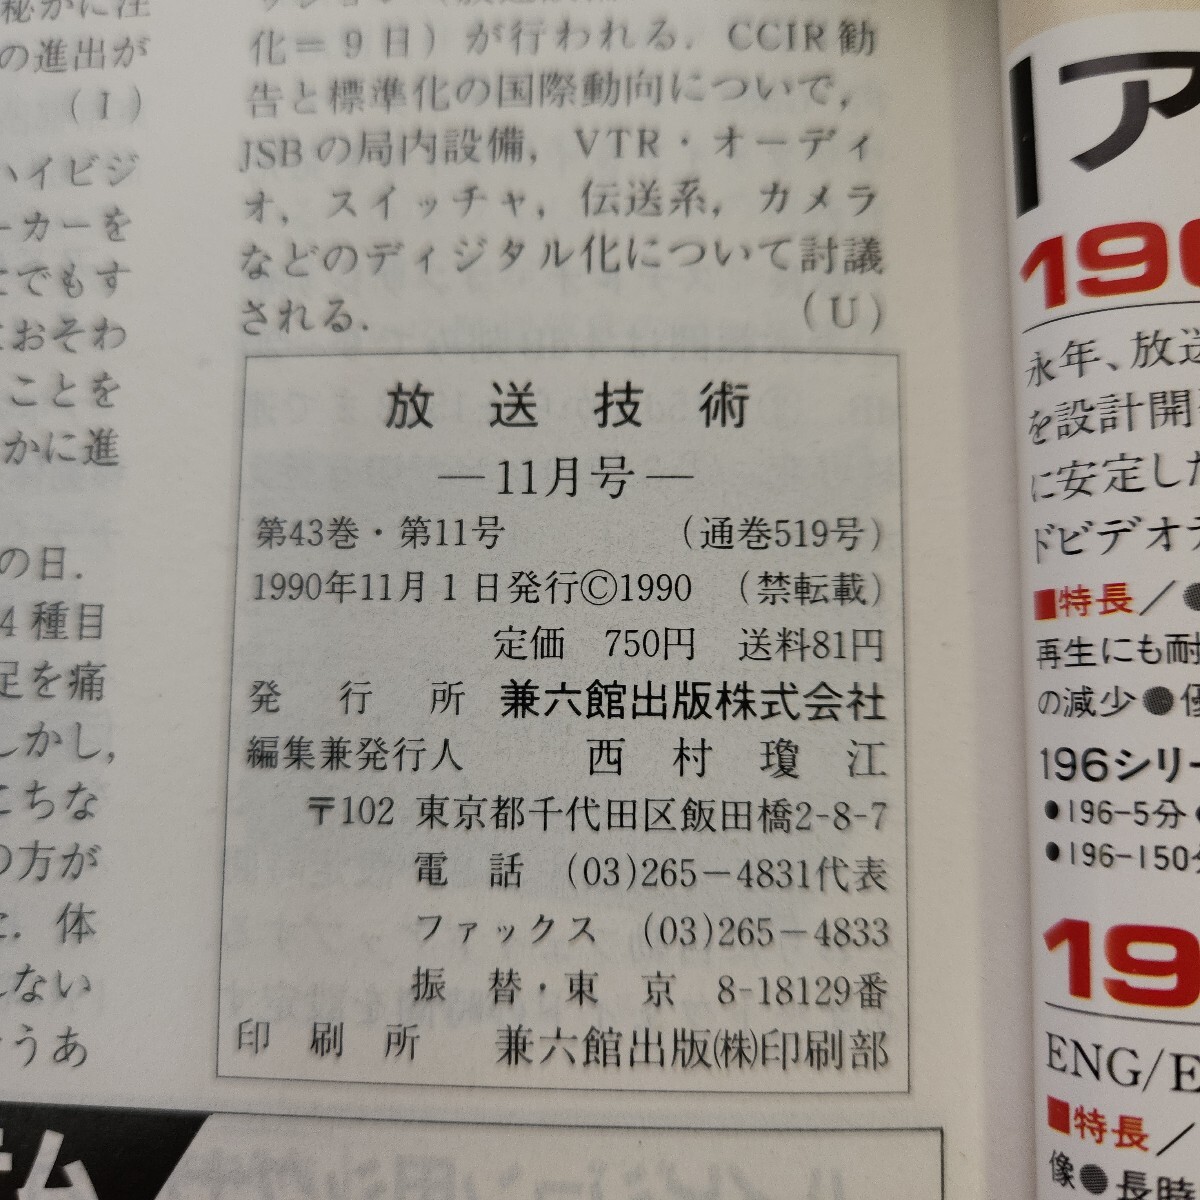 の進出が
(I)
ハイビジ
ーカーを
でもす
おそわ
ことを
かに進
の日.
4種目
足を痛
しかし,
こちな
の方が
体
ない
うあ
化=9日）が行われる. CCIR勧
告と標準化の国際動向についで,
JSBの局内設備, VTR・オーディ
オ, スイッチャ, 伝送系, カメラ
などのディジタル化について討議
される. (U)
放送技術
—11月号—
第43巻・第11号 （通巻519号）
1990年11月1日発行©1990 （禁転載）
定価 750円 送料81円
発行所 兼六館出版株式会社
編集兼発行人 西村瓊江
〒102 東京都千代田区飯田橋2-8-7
電話 (03)265-4831代表
ファックス (03)265-4833
振替・東京 8-18129番
印刷所 兼六館出版㈱印刷部
テム
ア
196
永年、放送
を設計開
に安定した
ドビデオ
■特長／●
再生にも耐
の減少●優
196シリー
●196-5分
●196-150分
19
ENG/E
■特長／
像●長時